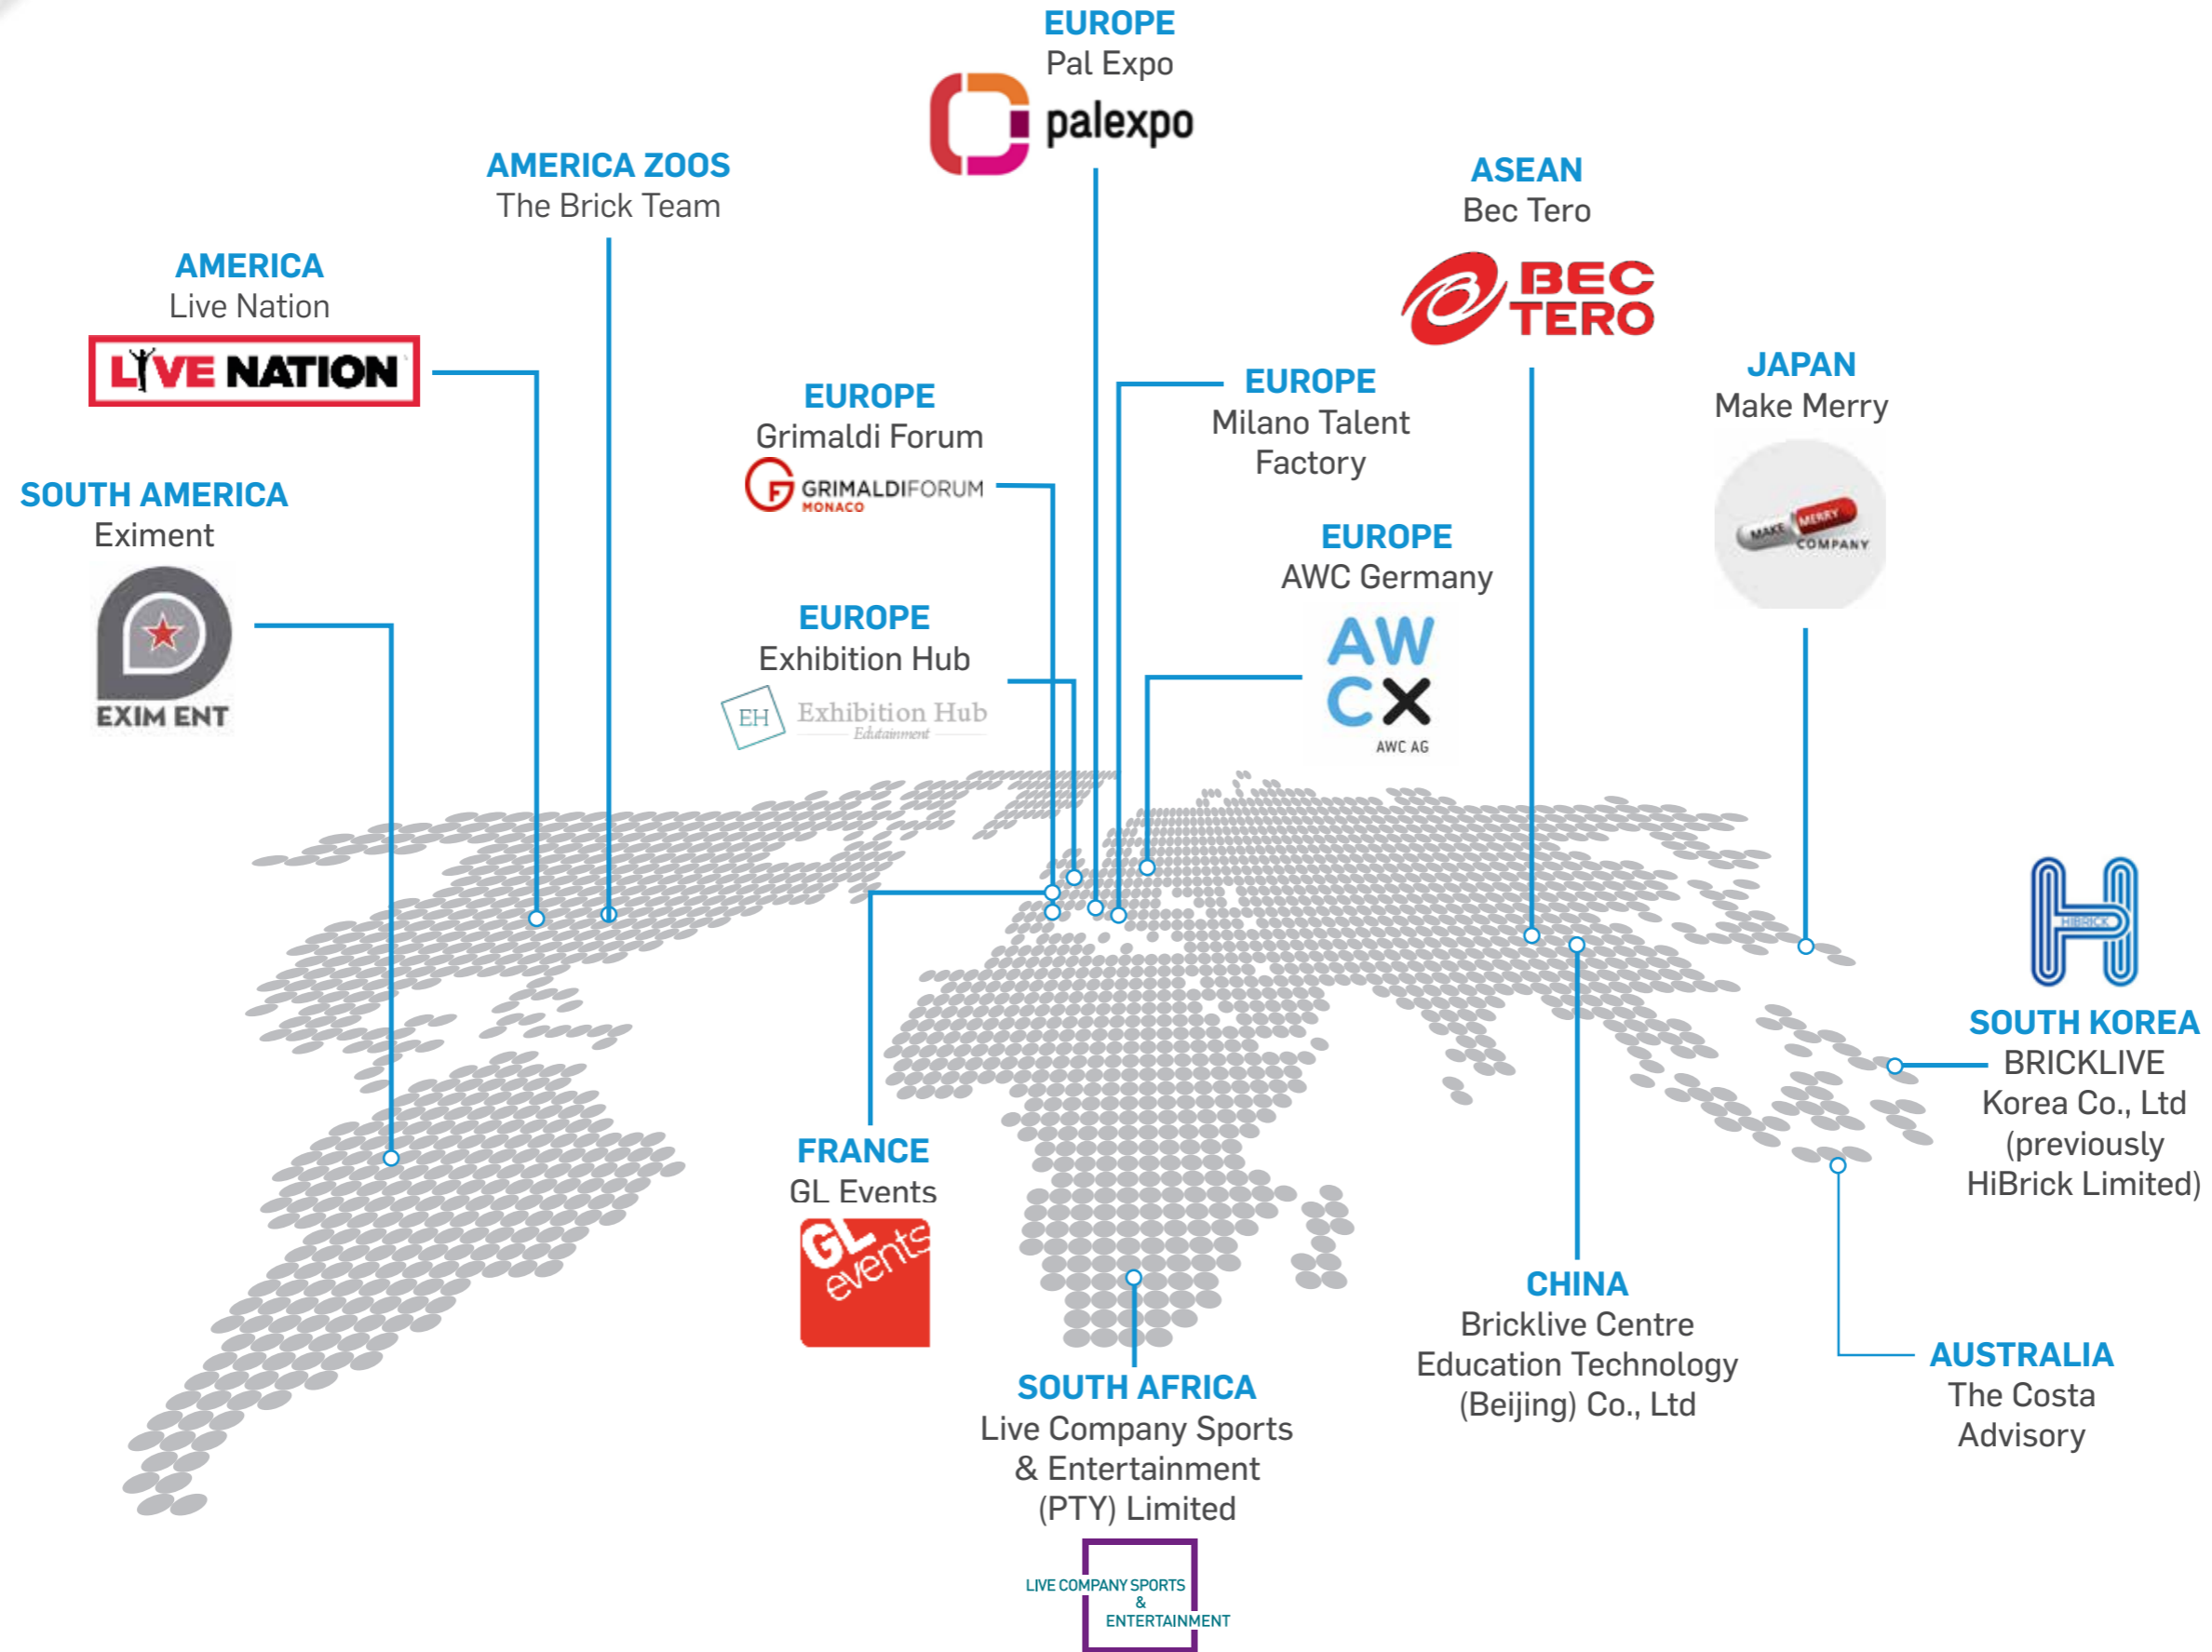 EUROPE
Pal Expo
palexpo
AMERICA ZOOS
The Brick Team
ASEAN
Bec Tero
BEC
TERO
AMERICA
Live Nation
LIVE NATION
JAPAN
Make Merry
MAKE MERRY
COMPANY
EUROPE
Grimaldi Forum
GF
GRIMALDIFORUM
MONACO
EUROPE
Milano Talent
Factory
SOUTH AMERICA
Eximent
EXIM ENT
EUROPE
AWC Germany
AW
CX
AWC AG
EUROPE
Exhibition Hub
EH
Exhibition Hub
Edutainment
HIBRICK
SOUTH KOREA
BRICKLIVE
Korea Co., Ltd
(previously
HiBrick Limited)
FRANCE
GL Events
GL
events
CHINA
Bricklive Centre
Education Technology
(Beijing) Co., Ltd
AUSTRALIA
The Costa
Advisory
SOUTH AFRICA
Live Company Sports
& Entertainment
(PTY) Limited
LIVE COMPANY SPORTS
&
ENTERTAINMENT